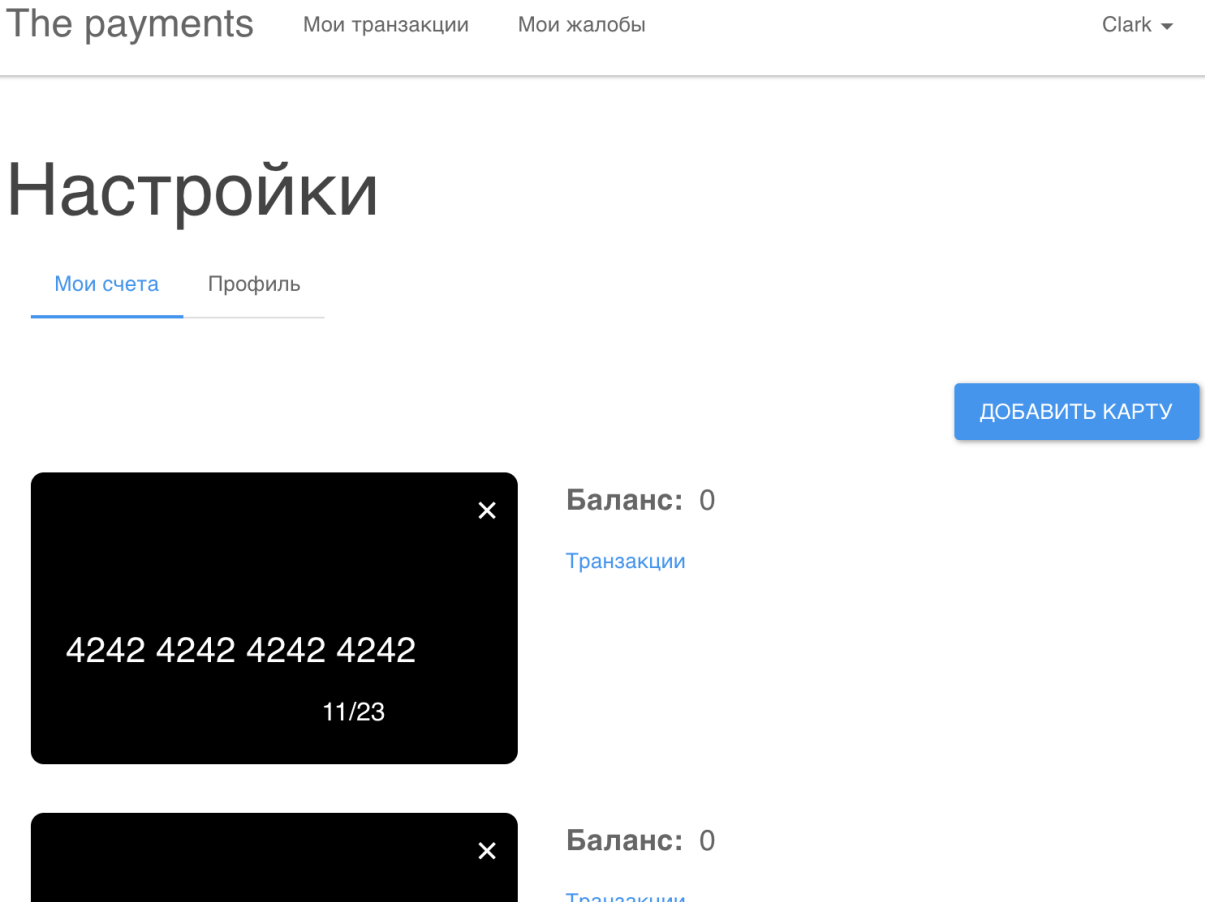 The payments Мои транзакции Мои жалобы Clark
Настройки
Мои счета Профиль
ДОБАВИТЬ КАРТУ
Баланс: 0
Транзакции
4242 4242 4242 4242
11/23
Баланс: 0
Транзакции